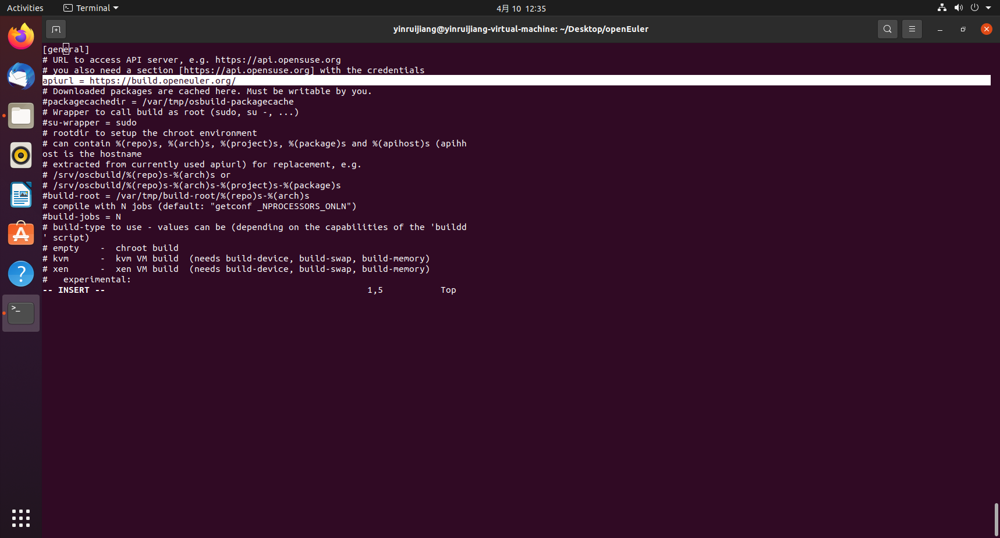 Activities
Terminal
4月 10 12:35
yinruijiang@yinruijiang-virtual-machine: ~/Desktop/openEuler
[general]
# URL to access API server, e.g. https://api.opensuse.org
# you also need a section [https://api.opensuse.org] with the credentials
apiurl = https://build.openeuler.org/
# Downloaded packages are cached here. Must be writable by you.
#packagecachedir = /var/tmp/osbuild-packagecache
# Wrapper to call build as root (sudo, su -, ...)
#su-wrapper = sudo
# rootdir to setup the chroot environment
# can contain %(repo)s, %(arch)s, %(project)s, %(package)s and %(apihost)s (apihh
ost is the hostname
# extracted from currently used apiurl) for replacement, e.g.
# /srv/oscbuild/%(repo)s-%(arch)s or
# /srv/oscbuild/%(repo)s-%(arch)s-%(project)s-%(package)s
#build-root = /var/tmp/build-root/%(repo)s-%(arch)s
# compile with N jobs (default: "getconf _NPROCESSORS_ONLN")
#build-jobs = N
# build-type to use - values can be (depending on the capabilities of the 'buildd
' script)
# empty    -  chroot build
# kvm      -  kvm VM build  (needs build-device, build-swap, build-memory)
# xen      -  xen VM build  (needs build-device, build-swap, build-memory)
#   experimental:
-- INSERT --                                                  1,5           Top